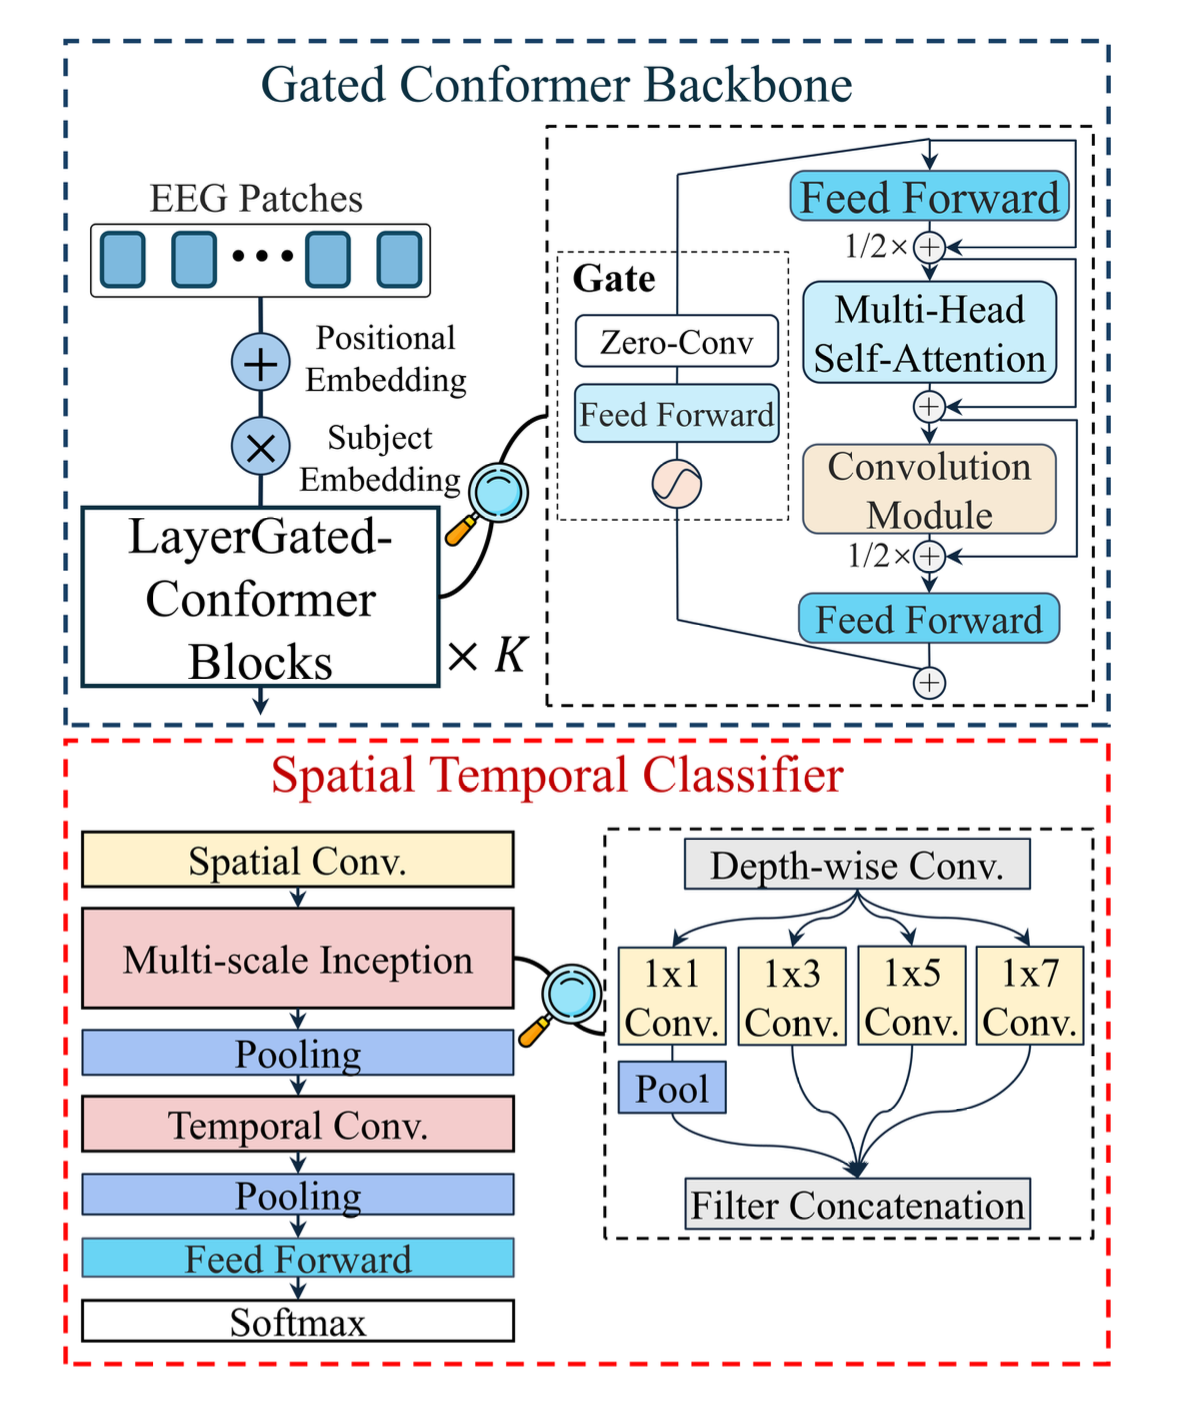 Gated Conformer Backbone
EEG Patches
Positional
Embedding
Subject
Embedding
LayerGated-
Conformer
Blocks
× K
Gate
Zero-Conv
Feed Forward
Feed Forward
1/2×
Multi-Head
Self-Attention
Convolution
Module
1/2×
Feed Forward
Spatial Temporal Classifier
Spatial Conv.
Multi-scale Inception
Pooling
Temporal Conv.
Pooling
Feed Forward
Softmax
Depth-wise Conv.
1x1
Conv.
1x3
Conv.
1x5
Conv.
1x7
Conv.
Pool
Filter Concatenation